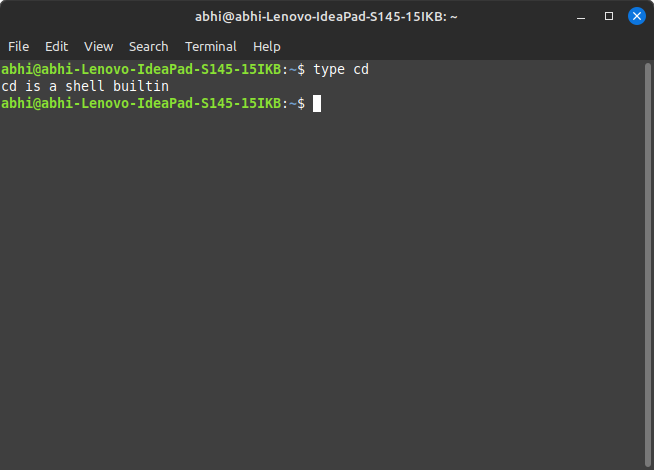 abhi@abhi-Lenovo-IdeaPad-S145-15IKB: ~
File Edit View Search Terminal Help
abhi@abhi-Lenovo-IdeaPad-S145-15IKB:~$ type cd
cd is a shell builtin
abhi@abhi-Lenovo-IdeaPad-S145-15IKB:~$